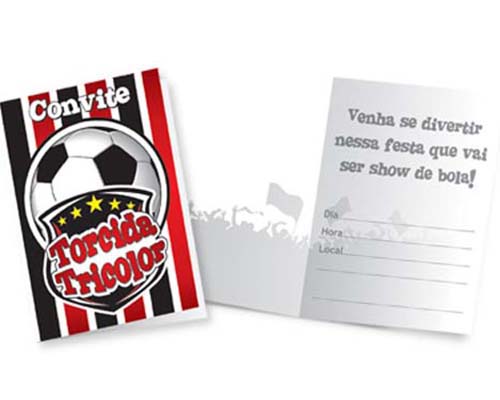 Convite
Torcida
Tricolor
Venha se divertir
nessa festa que vai
ser show de bola!
Dia
Hora
Local